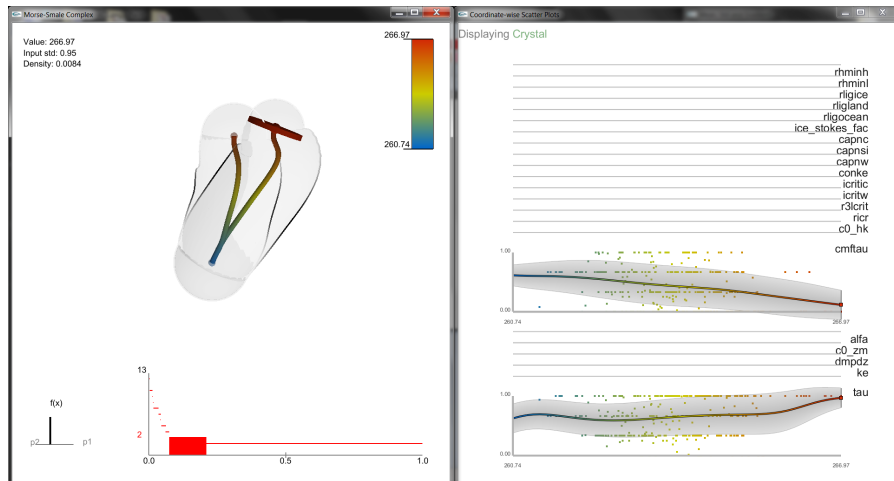 Morse-Smale Complex
Value: 266.97
Input std: 0.95
Density: 0.0084
266.97
260.74
13
2
0.0
0.5
1.0
f(x)
p2
p1
Coordinate-wise Scatter Plots
Displaying Crystal
rhminh
rhminl
rligice
rligland
rligocean
ice_stokes_fac
capnc
capnsi
capnw
conke
icritic
icritw
r3lcrit
ricr
c0_hk
cmftau
1.00
0.00
260.74
266.97
alfa
c0_zm
dmpdz
ke
tau
1.00
0.00
260.74
266.97